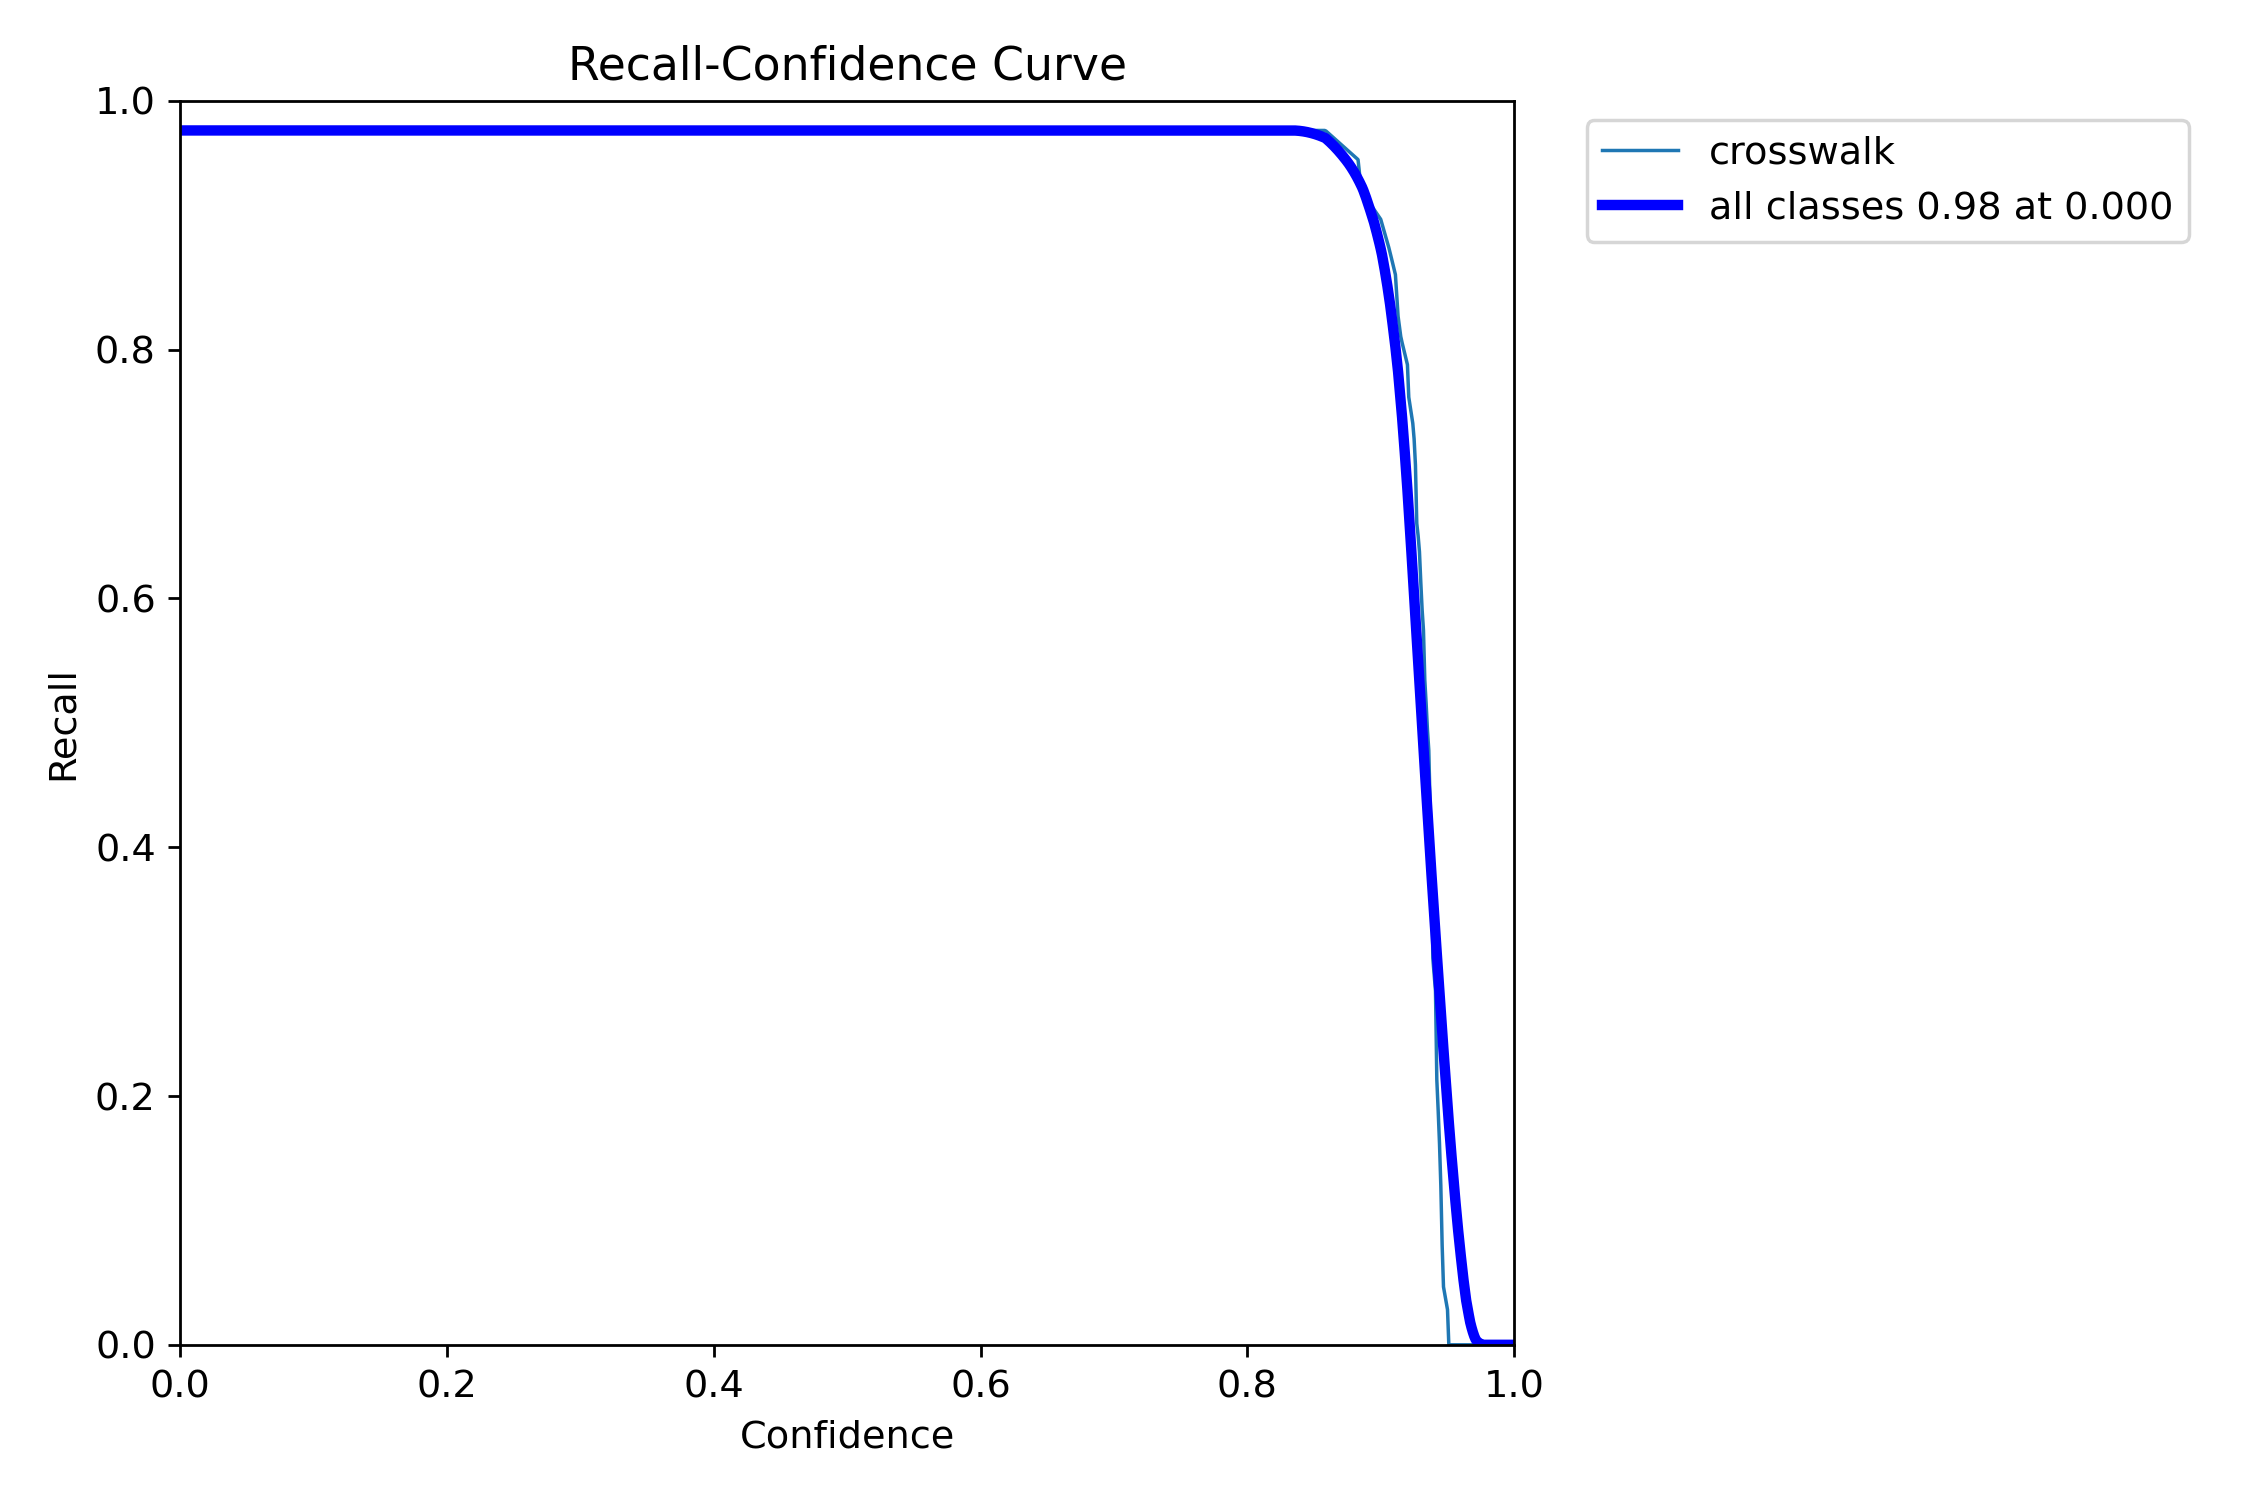 Recall-Confidence Curve
1.0
0.8
0.6
0.4
0.2
0.0
Recall
0.0 0.2 0.4 0.6 0.8 1.0
Confidence
crosswalk
all classes 0.98 at 0.000